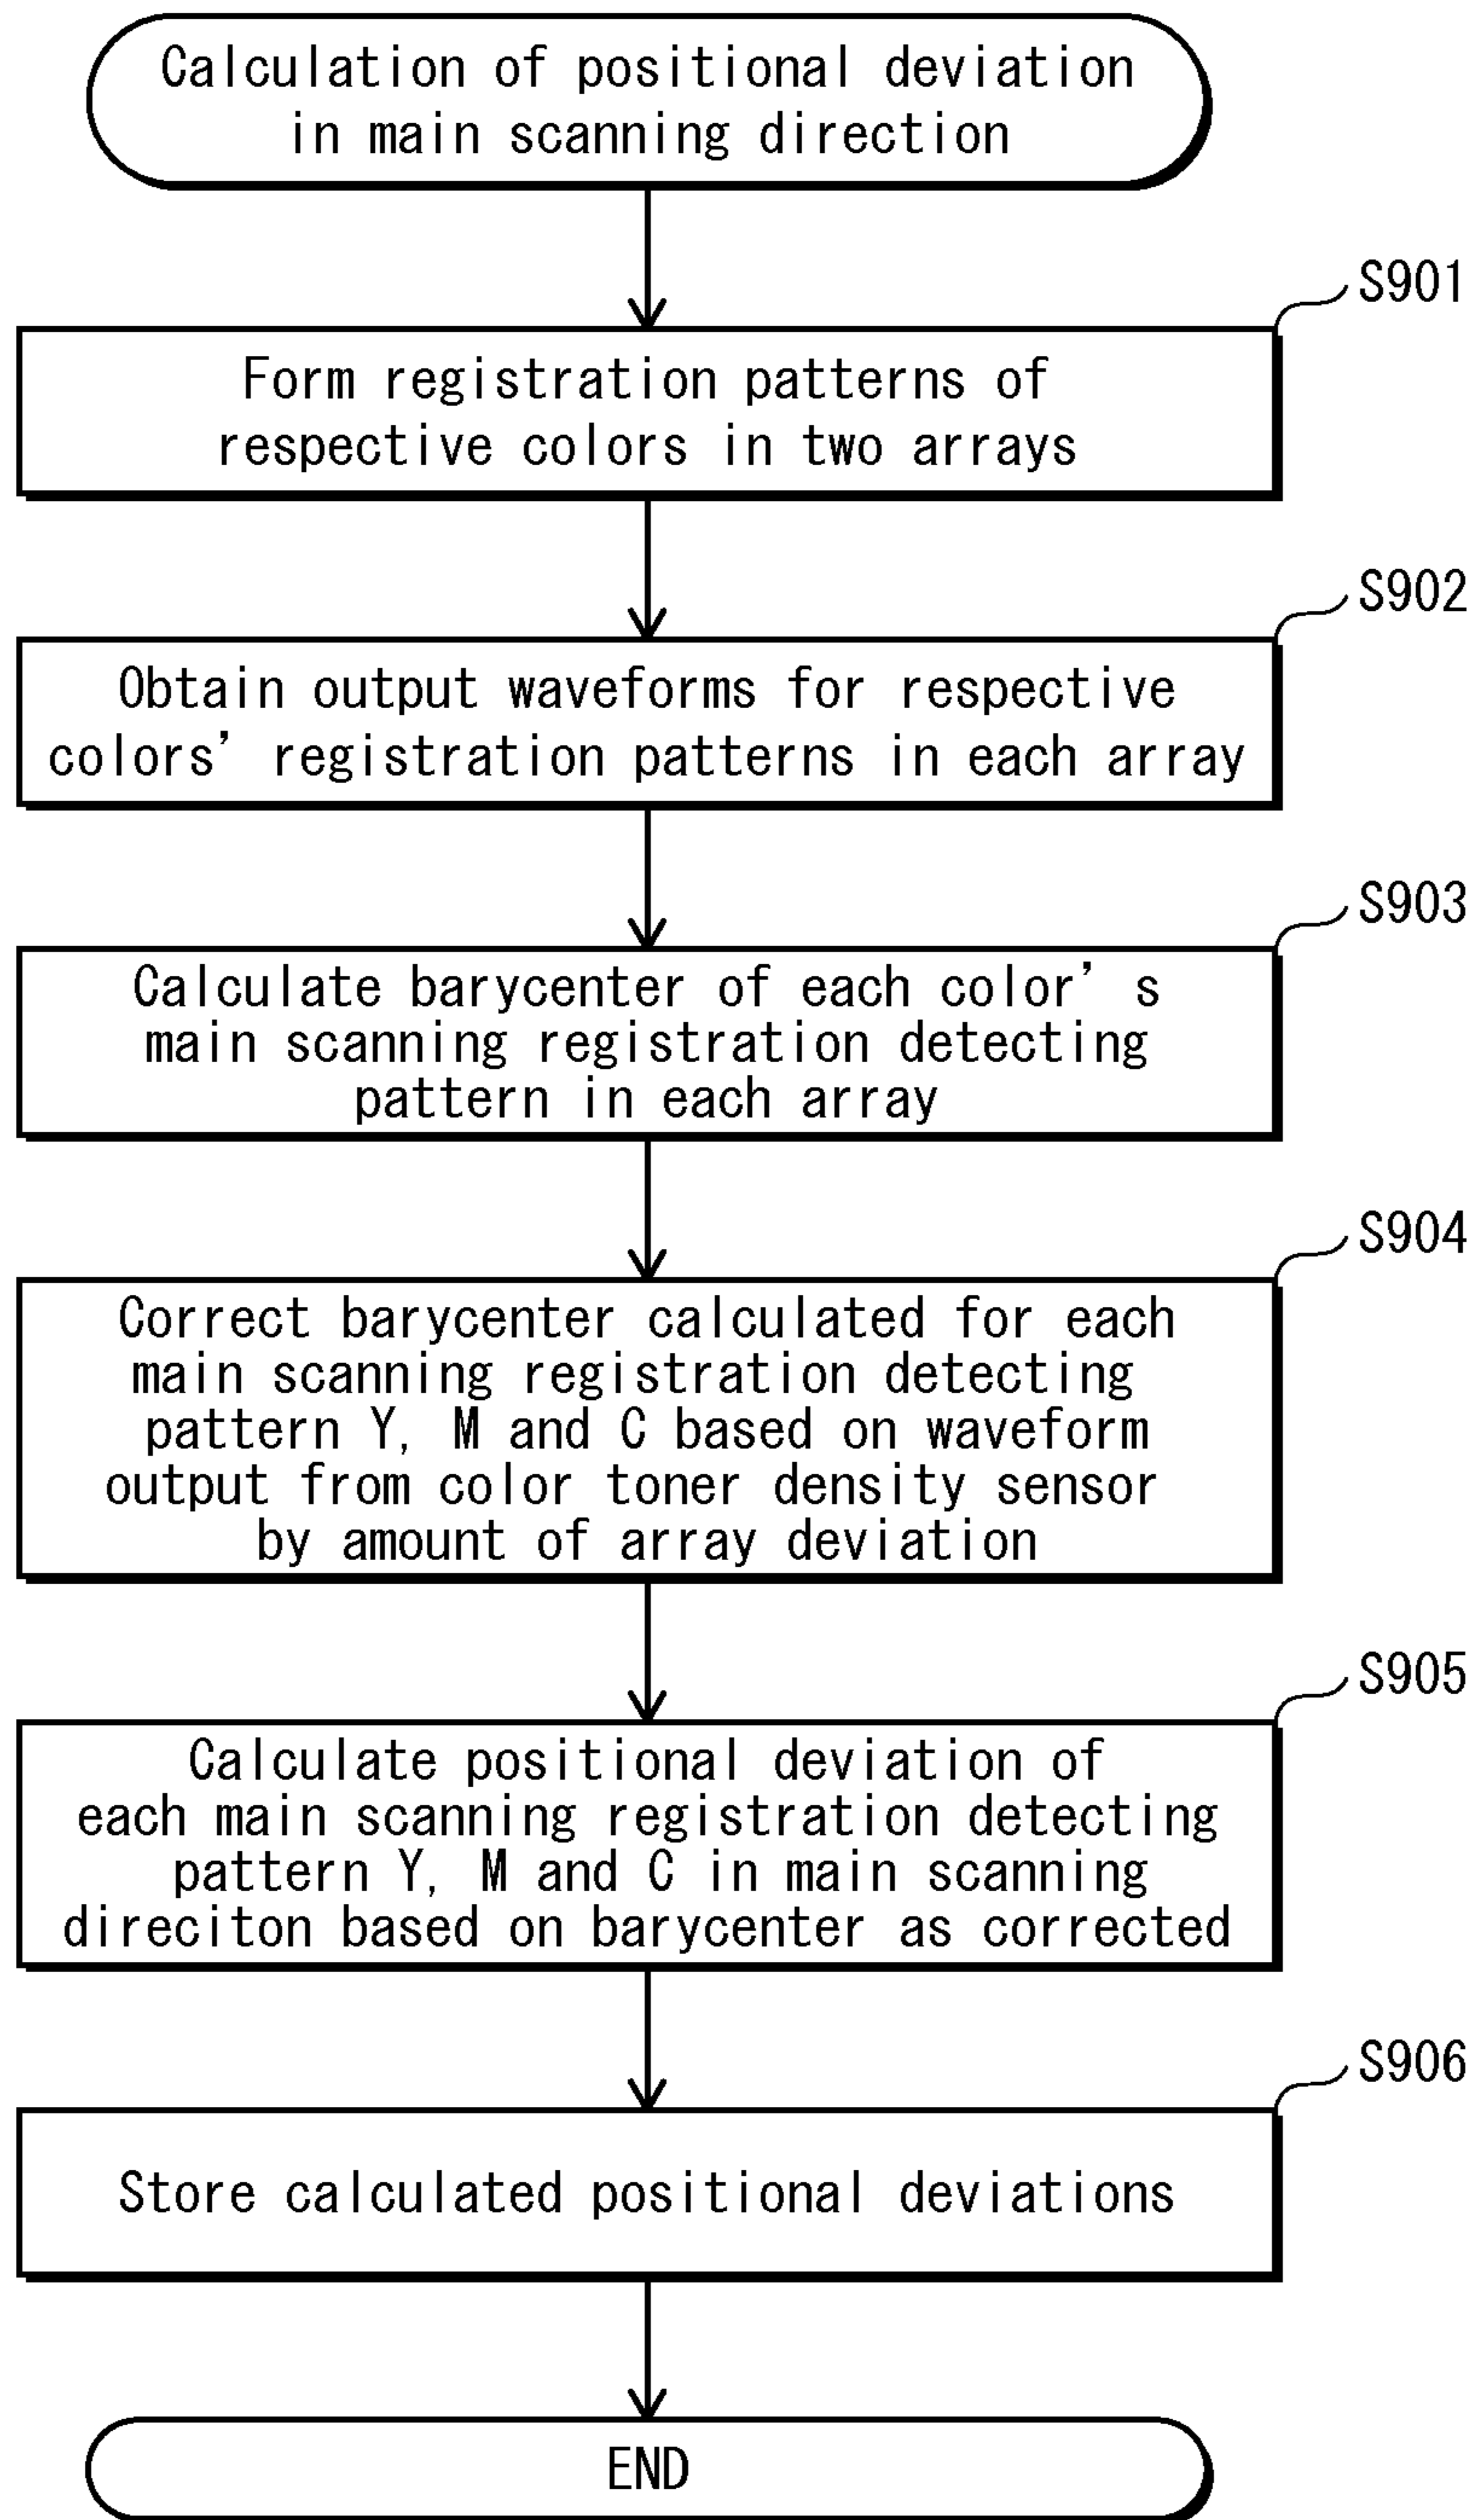 Calculation of positional deviation
in main scanning direction
S901
Form registration patterns of
respective colors in two arrays
S902
Obtain output waveforms for respective
colors' registration patterns in each array
S903
Calculate barycenter of each color's
main scanning registration detecting
pattern in each array
S904
Correct barycenter calculated for each
main scanning registration detecting
pattern Y, M and C based on waveform
output from color toner density sensor
by amount of array deviation
S905
Calculate positional deviation of
each main scanning registration detecting
pattern Y, M and C in main scanning
direciton based on barycenter as corrected
S906
Store calculated positional deviations
END